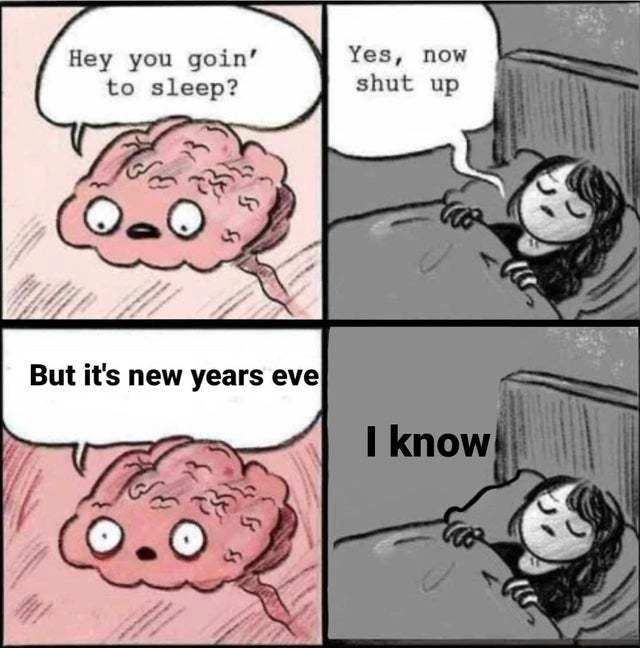 Hey you goin'
to sleep?
Yes, now
shut up
But it's new years eve
I know